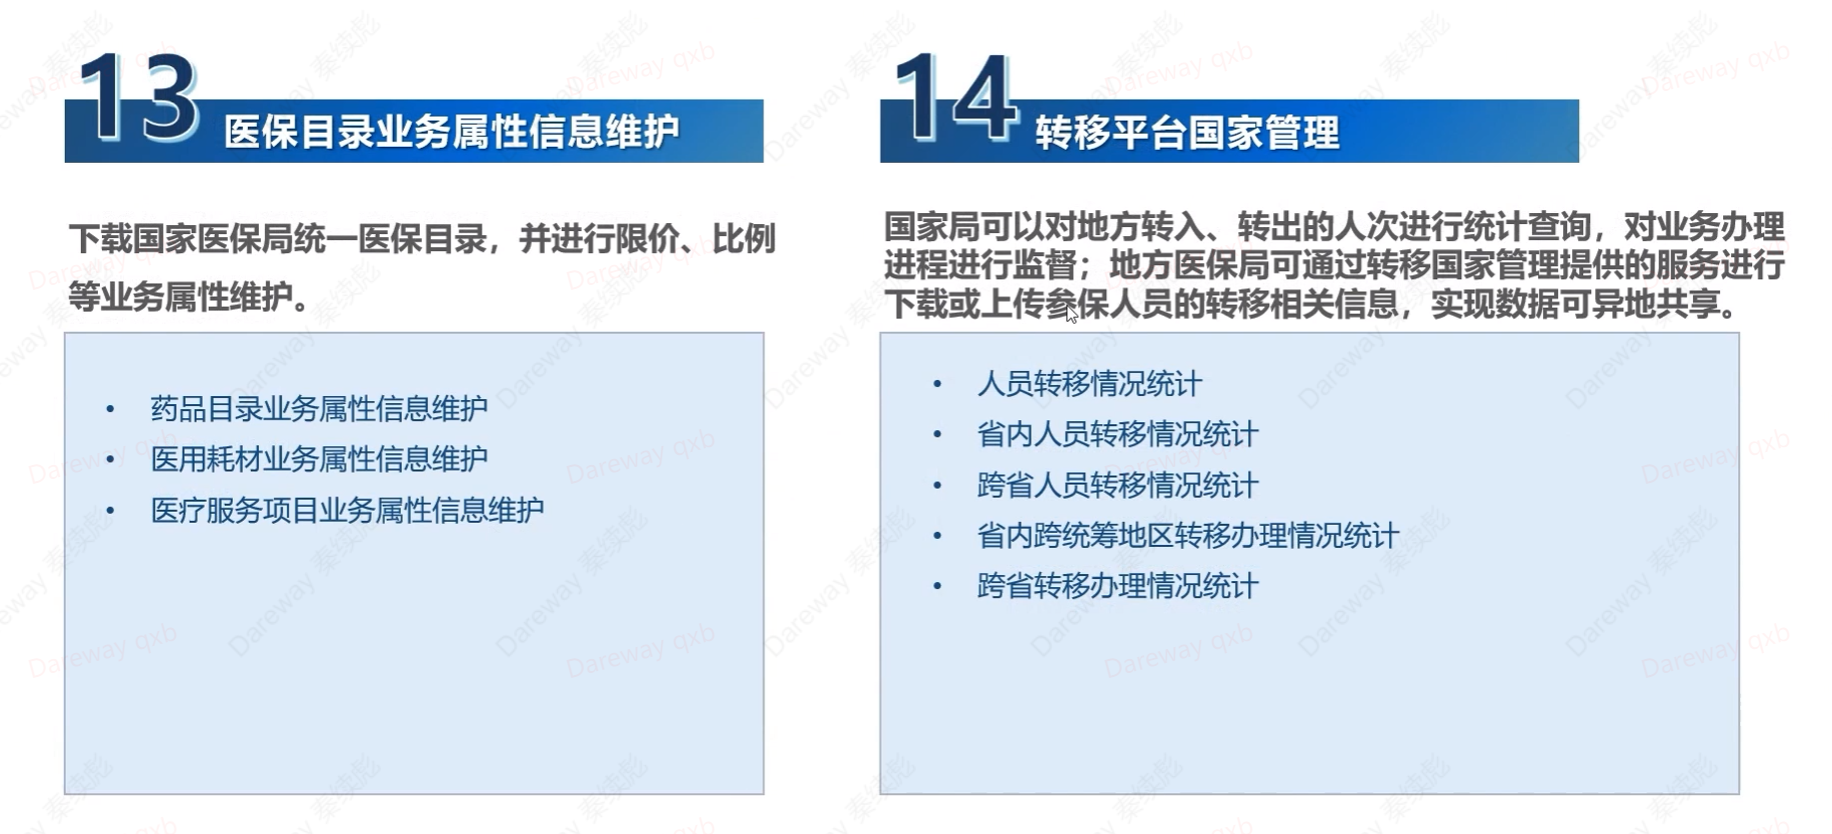 13
医保目录业务属性信息维护
下载国家医保局统一医保目录，并进行限价、比例
等业务属性维护。
• 药品目录业务属性信息维护
• 医用耗材业务属性信息维护
• 医疗服务项目业务属性信息维护
14
转移平台国家管理
国家局可以对地方转入、转出的人次进行统计查询，对业务办理
进程进行监督；地方医保局可通过转移国家管理提供的服务进行
下载或上传参保人员的转移相关信息，实现数据可异地共享。
• 人员转移情况统计
• 省内人员转移情况统计
• 跨省人员转移情况统计
• 省内跨统筹地区转移办理情况统计
• 跨省转移办理情况统计
Dareway 秦续彪
Dareway qxb